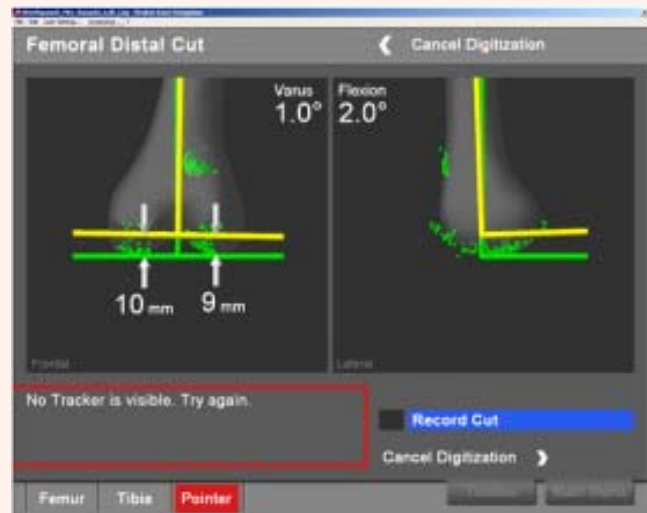 Femoral Distal Cut
Cancel Digitization
Varus
1.0°
Flexion
2.0°
10 mm
9 mm
Frontal
Lateral
No Tracker is visible. Try again.
Record Cut
Cancel Digitization
Femur
Tibia
Pointer